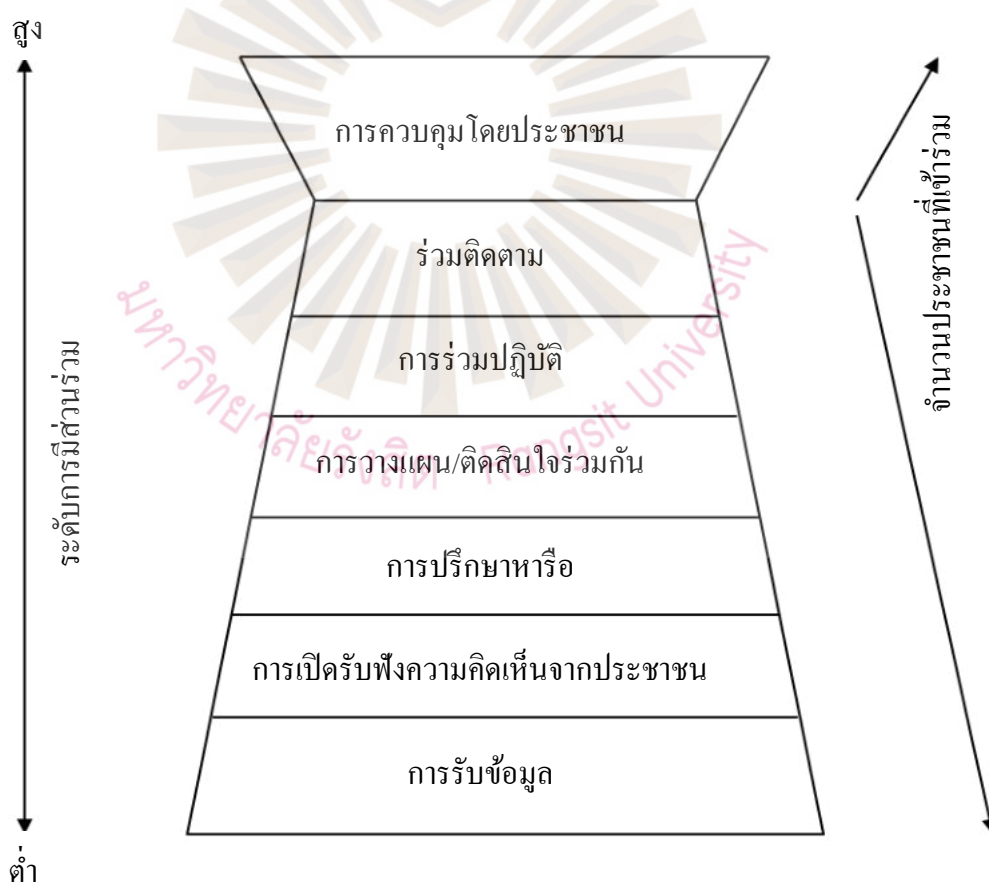 สูง
การควบคุมโดยประชาชน
ร่วมติดตาม
การร่วมปฏิบัติ
การวางแผน/ติดสินใจร่วมกัน
การปรึกษาหารือ
การเปิดรับฟังความคิดเห็นจากประชาชน
การรับข้อมูล
ต่ำ
ระดับการมีส่วนร่วม
จำนวนประชาชนที่เข้าร่วม
มหาวิทยาลัยรังสิต Rangsit University